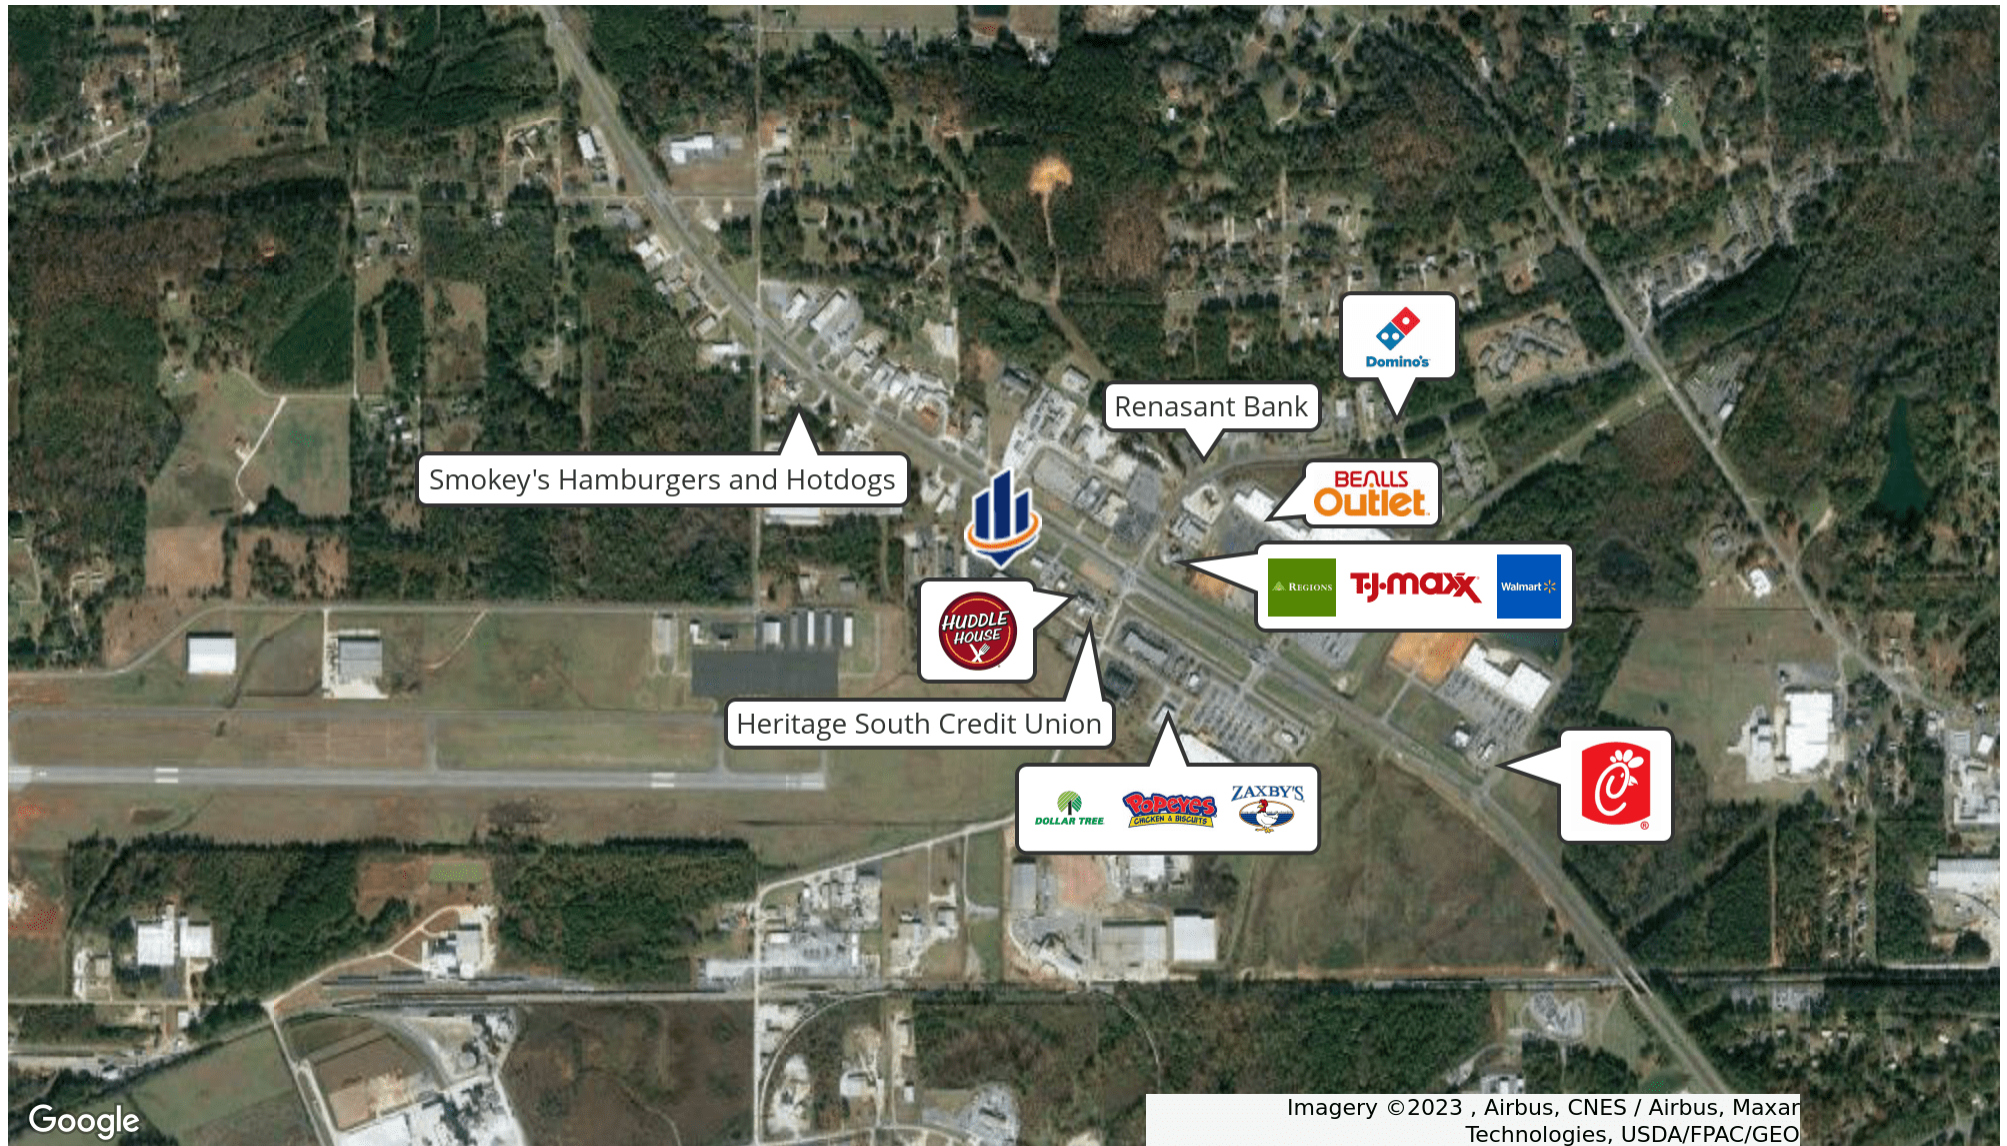 Domino's
Renasant Bank
Smokey's Hamburgers and Hotdogs
BEALLS
Outlet
REGIONS
T·J·maxx
Walmart
HUDDLE
HOUSE
Heritage South Credit Union
DOLLAR TREE
POPEYES
CHICKEN & BISCUITS
ZAXBY'S
Google
Imagery ©2023 , Airbus, CNES / Airbus, Maxar
Technologies, USDA/FPAC/GEO